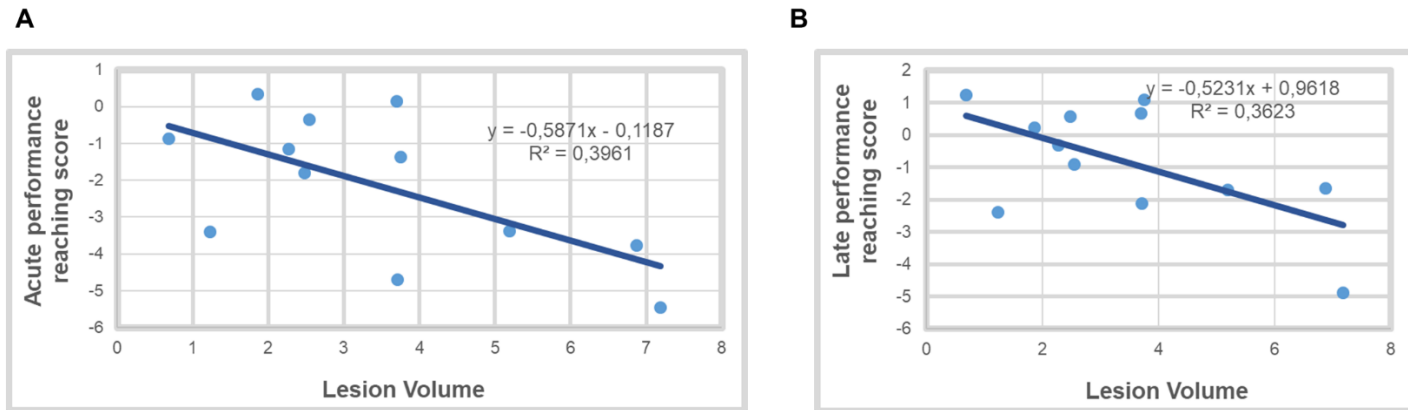 A
Acute performance
reaching score
1
0
-1
-2
-3
-4
-5
-6
y = -0,5871x - 0,1187
R² = 0,3961
0 1 2 3 4 5 6 7 8
Lesion Volume
B
Late performance
reaching score
2
1
0
-1
-2
-3
-4
-5
-6
y = -0,5231x + 0,9618
R² = 0,3623
0 2 4 6 8
Lesion Volume